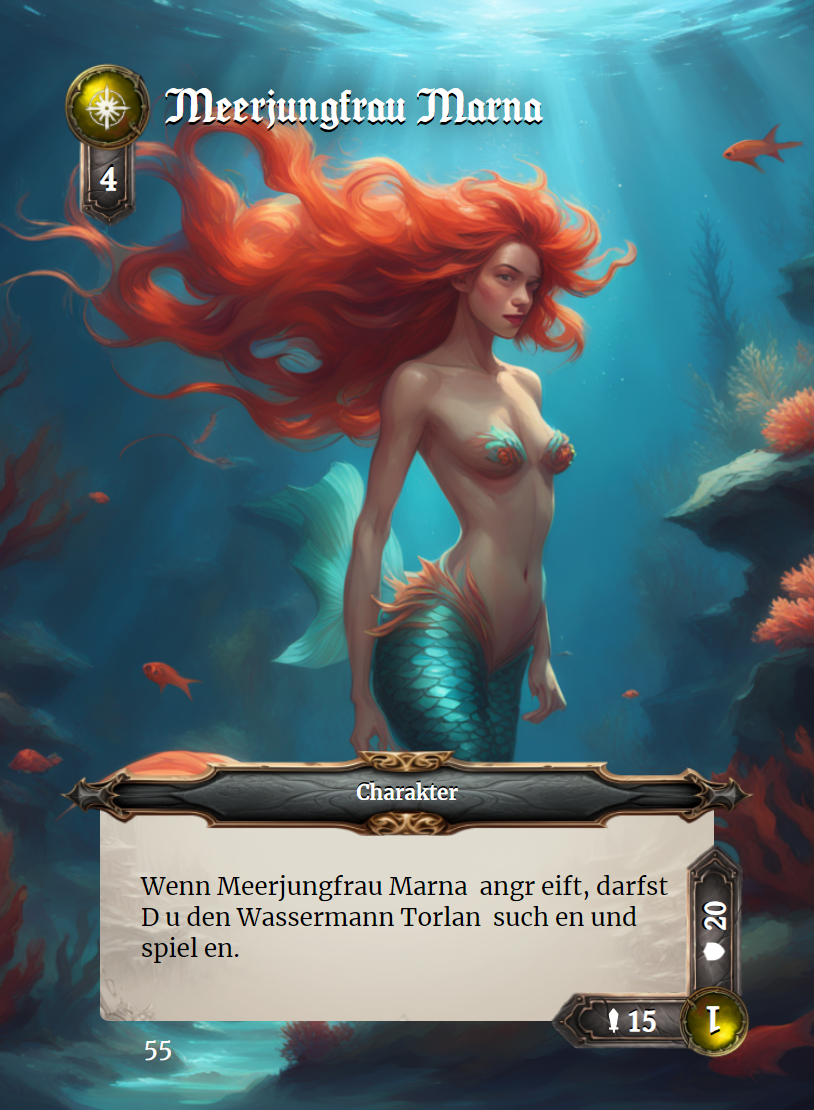 Meerjungfrau Marna
4
Charakter
Wenn Meerjungfrau Marna angr eift, darfst
D u den Wassermann Torlan such en und
spiel en.
20
15
1
55